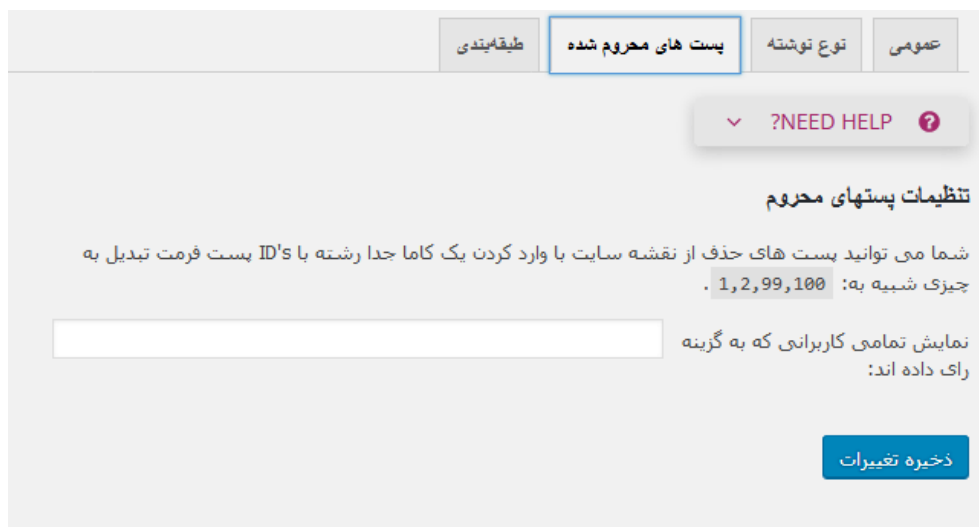 عمومی
نوع نوشته
پست های محروم شده
طبقه‌بندی
?NEED HELP
تنظیمات پستهای محروم
شما می توانید پست های حذف از نقشه سایت با وارد کردن یک کاما جدا رشته با ID's پست فرمت تبدیل به
چیزی شبیه به: 1,2,99,100 .
نمایش تمامی کاربرانی که به گزینه
رای داده اند:
ذخیره تغییرات